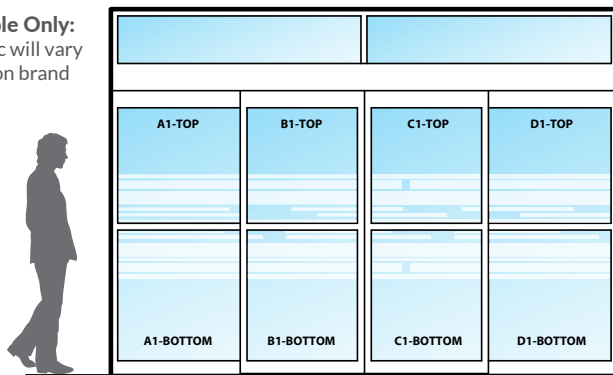 le Only:
c will vary
on brand
A1-TOP B1-TOP C1-TOP D1-TOP
A1-BOTTOM B1-BOTTOM C1-BOTTOM D1-BOTTOM